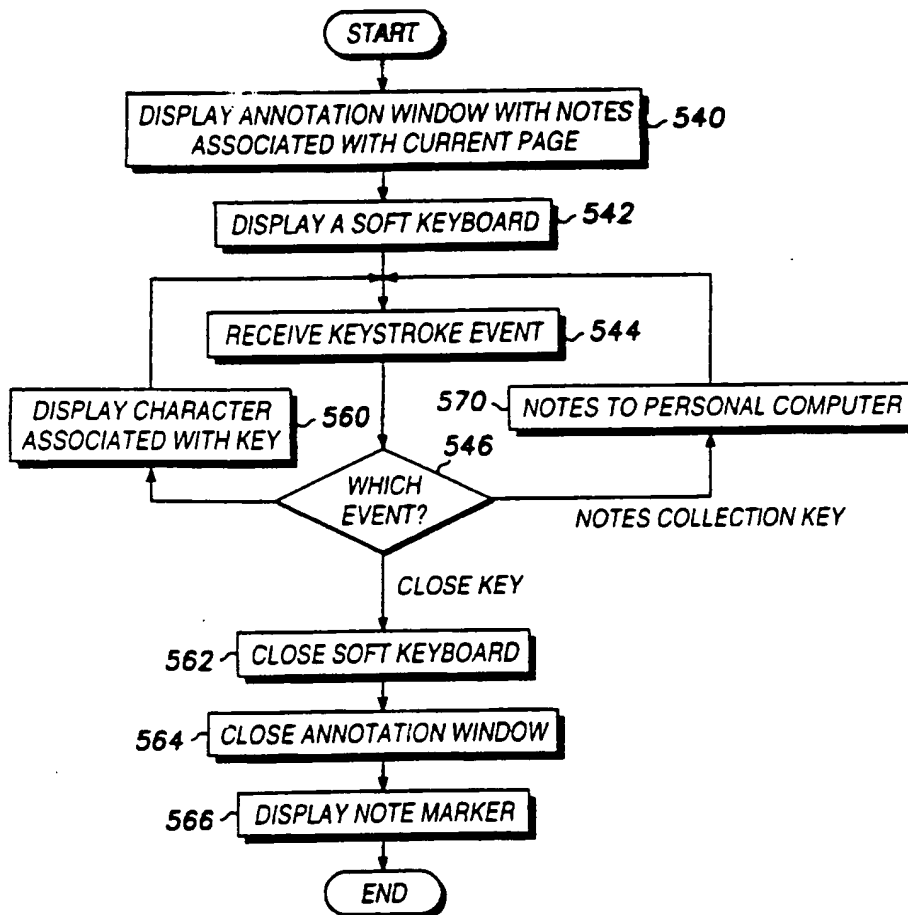 START
DISPLAY ANNOTATION WINDOW WITH NOTES
ASSOCIATED WITH CURRENT PAGE
540
DISPLAY A SOFT KEYBOARD
542
RECEIVE KEYSTROKE EVENT
544
DISPLAY CHARACTER
ASSOCIATED WITH KEY
560
570
NOTES TO PERSONAL COMPUTER
546
WHICH
EVENT?
NOTES COLLECTION KEY
CLOSE KEY
562
CLOSE SOFT KEYBOARD
564
CLOSE ANNOTATION WINDOW
566
DISPLAY NOTE MARKER
END